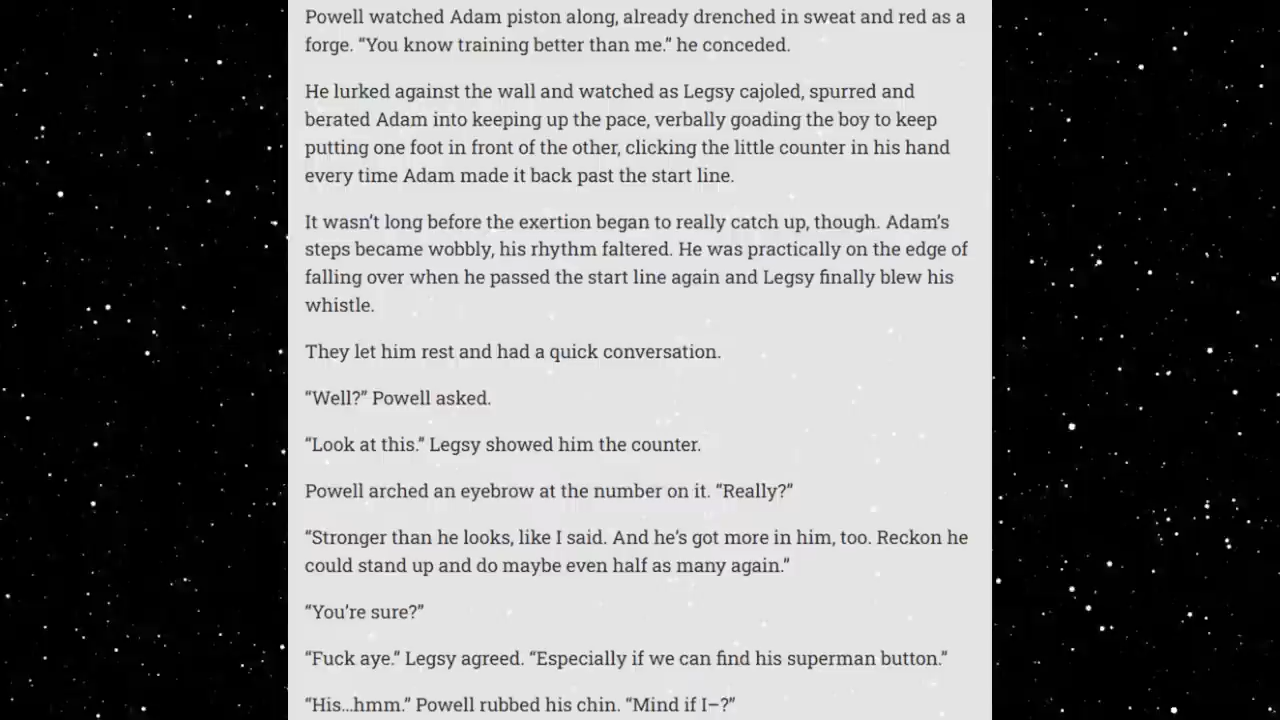 Powell watched Adam piston along, already drenched in sweat and red as a
forge. “You know training better than me.” he conceded.
He lurked against the wall and watched as Legsy cajoled, spurred and
berated Adam into keeping up the pace, verbally goading the boy to keep
putting one foot in front of the other, clicking the little counter in his hand
every time Adam made it back past the start line.
It wasn’t long before the exertion began to really catch up, though. Adam’s
steps became wobbly, his rhythm faltered. He was practically on the edge of
falling over when he passed the start line again and Legsy finally blew his
whistle.
They let him rest and had a quick conversation.
“Well?” Powell asked.
“Look at this.” Legsy showed him the counter.
Powell arched an eyebrow at the number on it. “Really?”
“Stronger than he looks, like I said. And he’s got more in him, too. Reckon he
could stand up and do maybe even half as many again.”
“You’re sure?”
“Fuck aye.” Legsy agreed. “Especially if we can find his superman button.”
“His…hmm.” Powell rubbed his chin. “Mind if I–?”